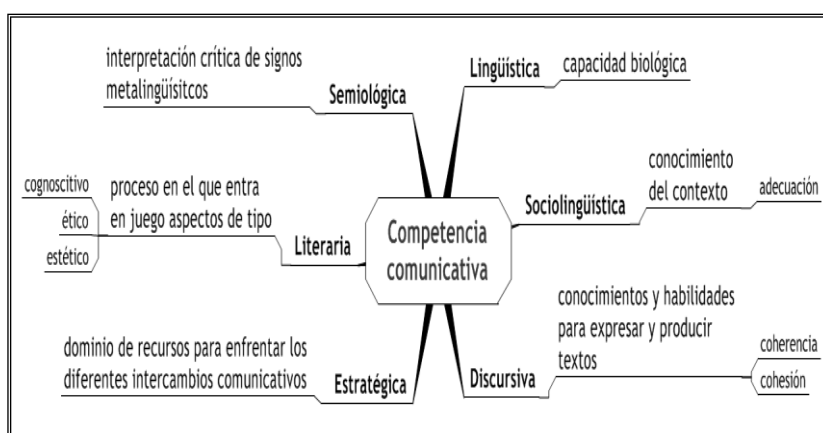 interpretación crítica de signos
metalingüísitcos
Semiológica
Lingüística
capacidad biológica
cognoscitivo
ético
estético
proceso en el que entra
en juego aspectos de tipo
Literaria
Competencia
comunicativa
Sociolingüística
conocimiento
del contexto
adecuación
dominio de recursos para enfrentar los
diferentes intercambios comunicativos
Estratégica
Discursiva
conocimientos y habilidades
para expresar y producir
textos
coherencia
cohesión